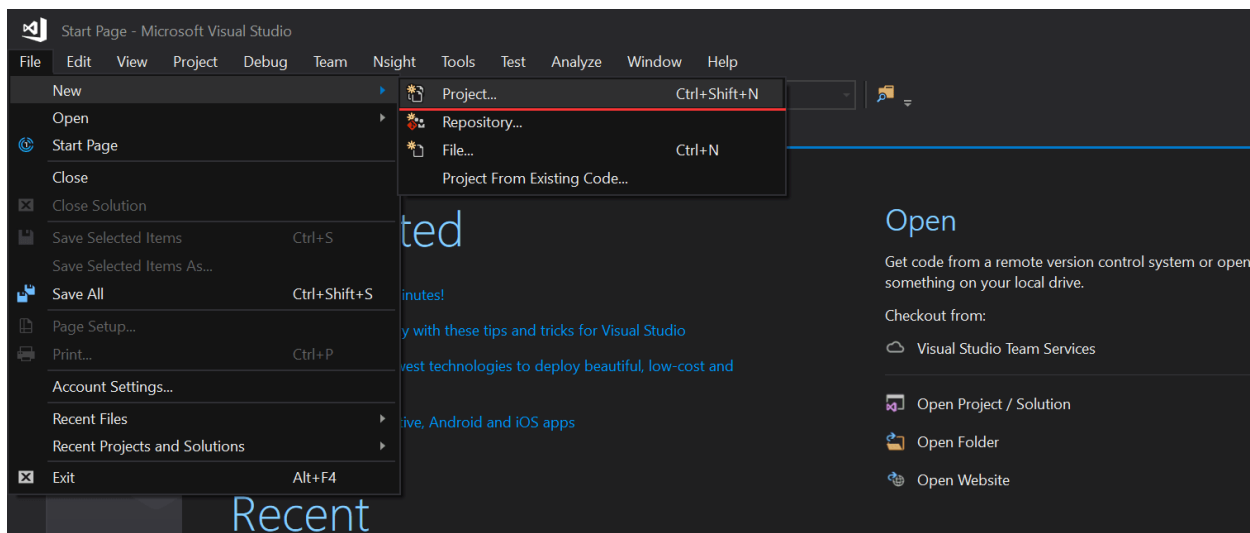 Start Page - Microsoft Visual Studio
File Edit View Project Debug Team Nsight Tools Test Analyze Window Help
New
Open
Start Page
Close
Close Solution
Save Selected Items Ctrl+S
Save Selected Items As...
Save All Ctrl+Shift+S
Page Setup...
Print... Ctrl+P
Account Settings...
Recent Files
Recent Projects and Solutions
Exit Alt+F4
Project... Ctrl+Shift+N
Repository...
File... Ctrl+N
Project From Existing Code...
ted
inutes!
y with these tips and tricks for Visual Studio
west technologies to deploy beautiful, low-cost and
tive, Android and iOS apps
Recent
Open
Get code from a remote version control system or open
something on your local drive.
Checkout from:
Visual Studio Team Services
Open Project / Solution
Open Folder
Open Website